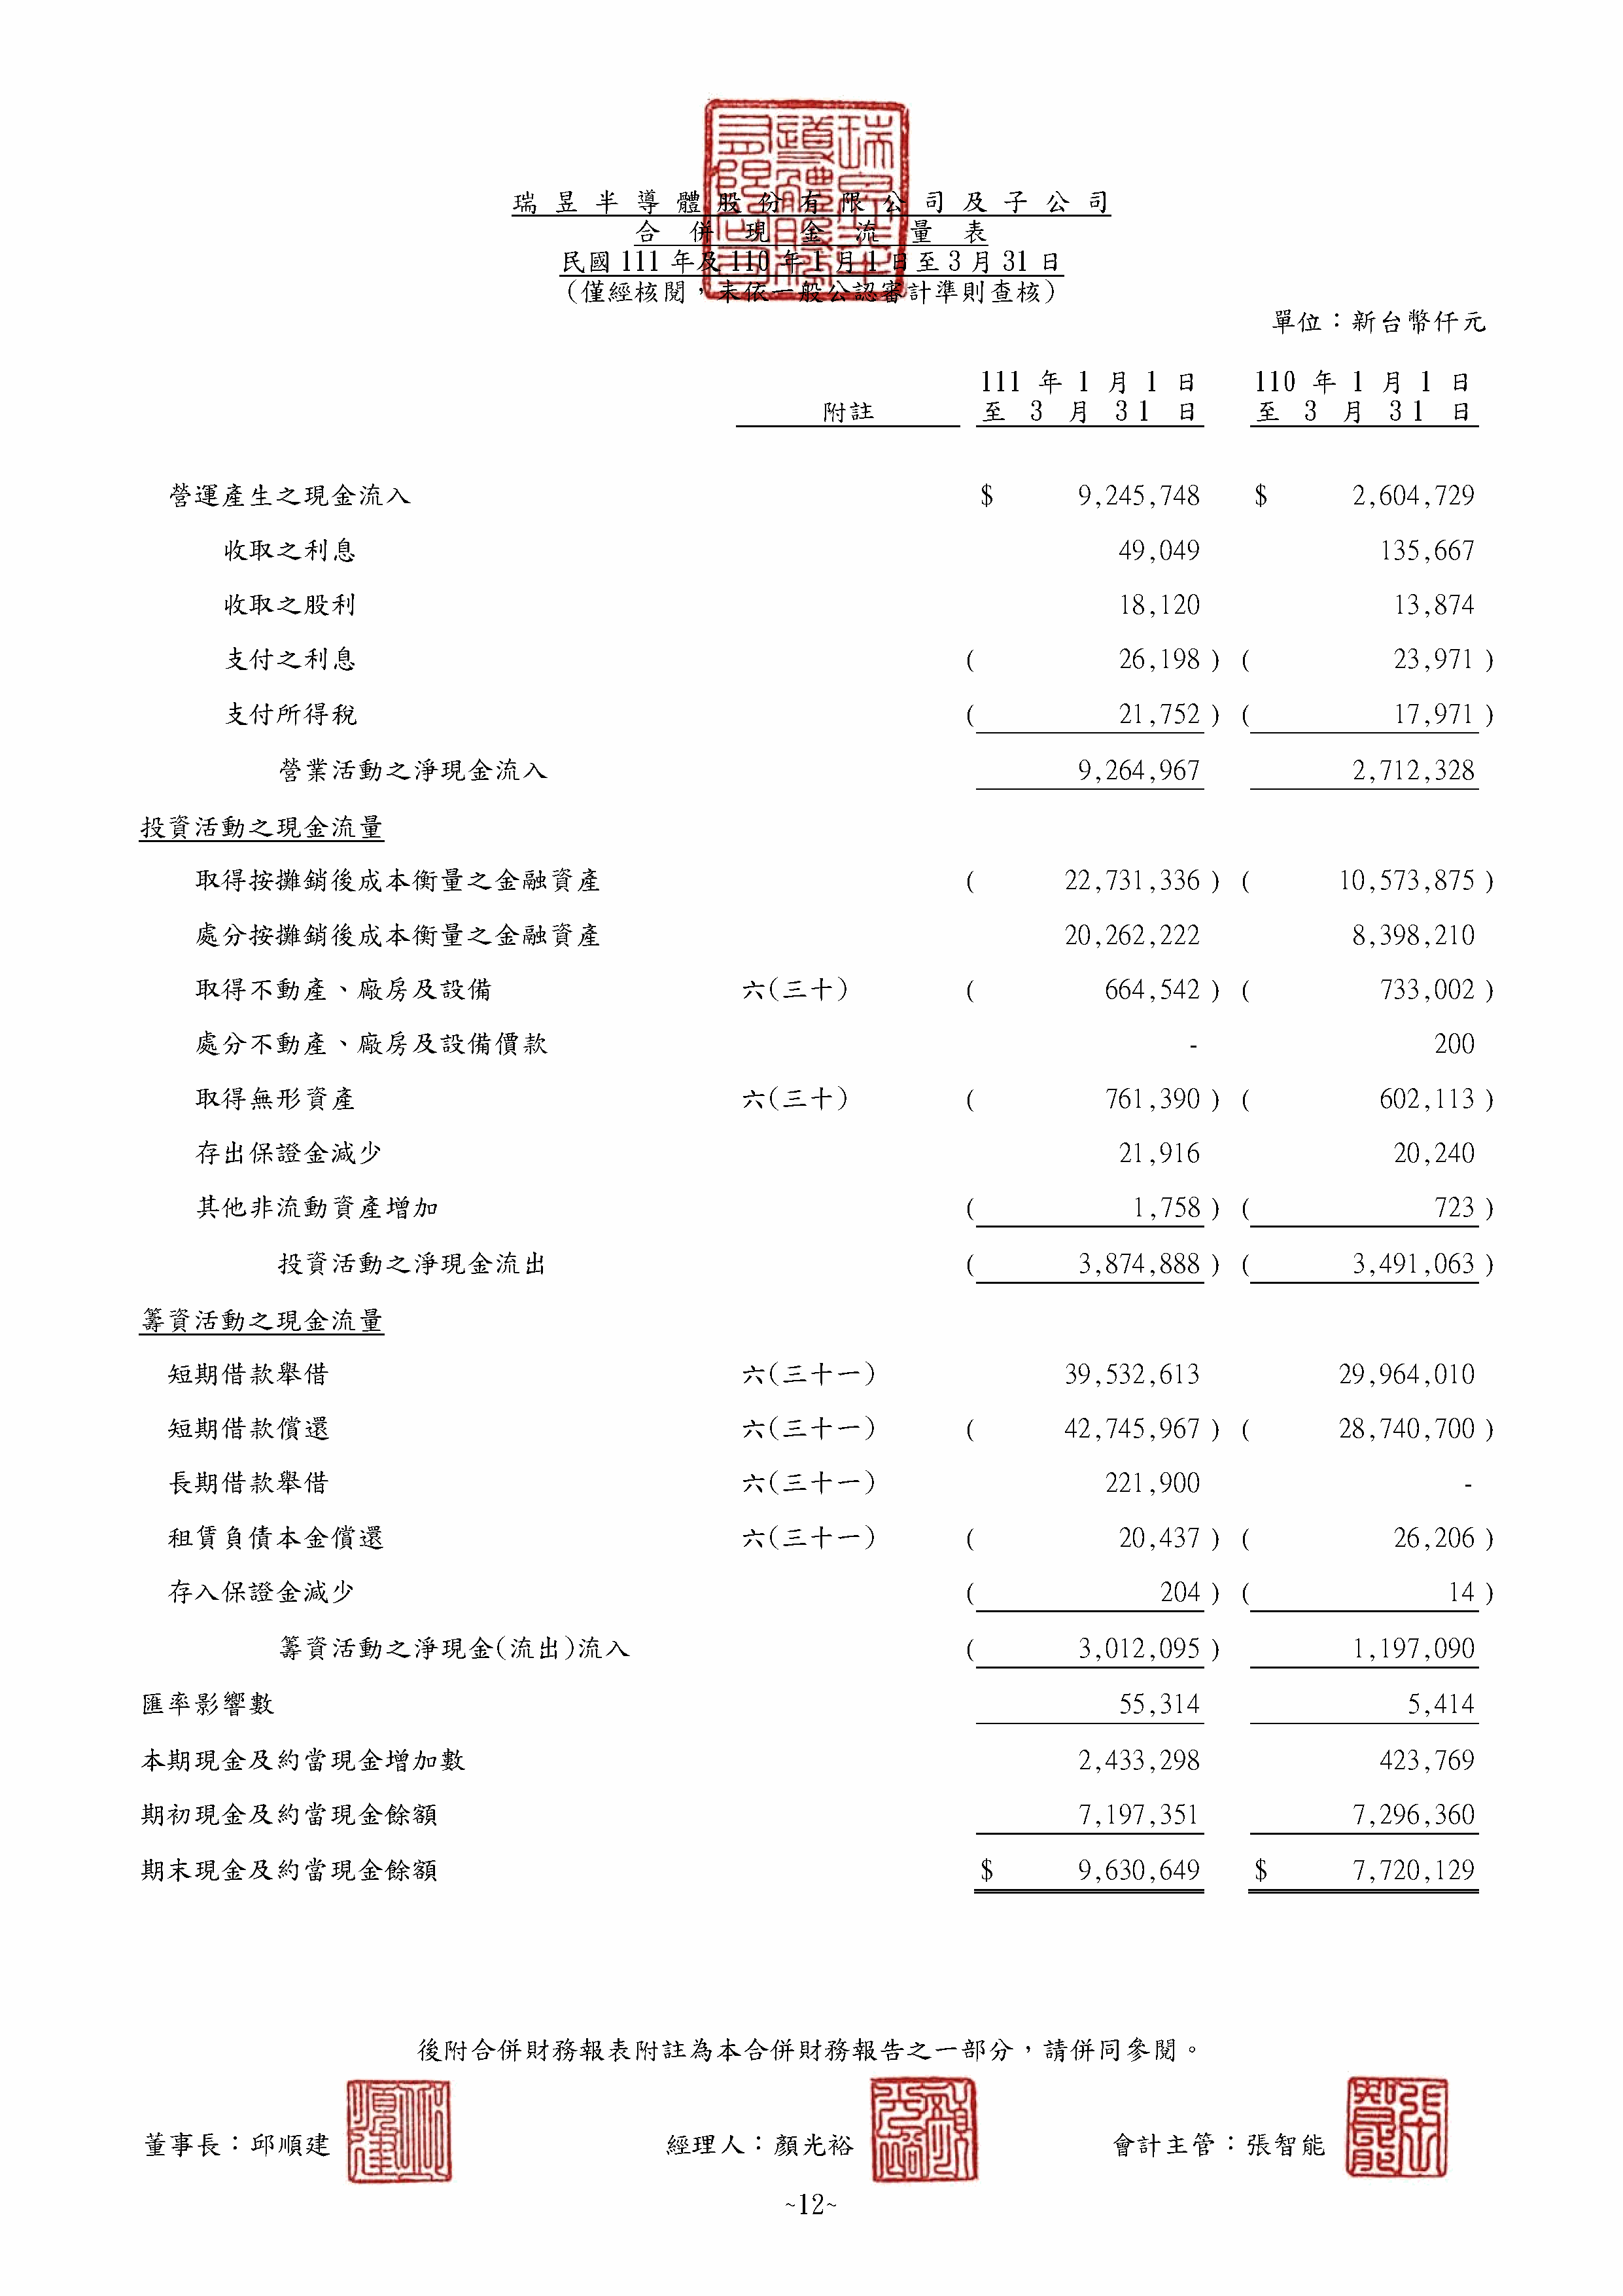 瑞昱半導體股份有限公司及子公司
合併現金流量表
民國 111 年及 110 年 1 月 1 日至 3 月 31 日
(僅經核閱，未依一般公認審計準則查核)
單位：新台幣仟元
111 年 1 月 1 日 110 年 1 月 1 日
附註 至 3 月 31 日 至 3 月 31 日
營運產生之現金流入 $ 9,245,748 $ 2,604,729
收取之利息 49,049 135,667
收取之股利 18,120 13,874
支付之利息 ( 26,198 ) ( 23,971 )
支付所得稅 ( 21,752 ) ( 17,971 )
營業活動之淨現金流入 9,264,967 2,712,328
投資活動之現金流量
取得按攤銷後成本衡量之金融資產 ( 22,731,336 ) ( 10,573,875 )
處分按攤銷後成本衡量之金融資產 20,262,222 8,398,210
取得不動產、廠房及設備 六(三十) ( 664,542 ) ( 733,002 )
處分不動產、廠房及設備價款 - 200
取得無形資產 六(三十) ( 761,390 ) ( 602,113 )
存出保證金減少 21,916 20,240
其他非流動資產增加 ( 1,758 ) ( 723 )
投資活動之淨現金流出 ( 3,874,888 ) ( 3,491,063 )
籌資活動之現金流量
短期借款舉借 六(三十一) 39,532,613 29,964,010
短期借款償還 六(三十一) ( 42,745,967 ) ( 28,740,700 )
長期借款舉借 六(三十一) 221,900 -
租賃負債本金償還 六(三十一) ( 20,437 ) ( 26,206 )
存入保證金減少 ( 204 ) ( 14 )
籌資活動之淨現金(流出)流入 ( 3,012,095 ) 1,197,090
匯率影響數 55,314 5,414
本期現金及約當現金增加數 2,433,298 423,769
期初現金及約當現金餘額 7,197,351 7,296,360
期末現金及約當現金餘額 $ 9,630,649 $ 7,720,129
後附合併財務報表附註為本合併財務報告之一部分，請併同參閱。
董事長：邱順建 經理人：顏光裕 會計主管：張智能
~12~